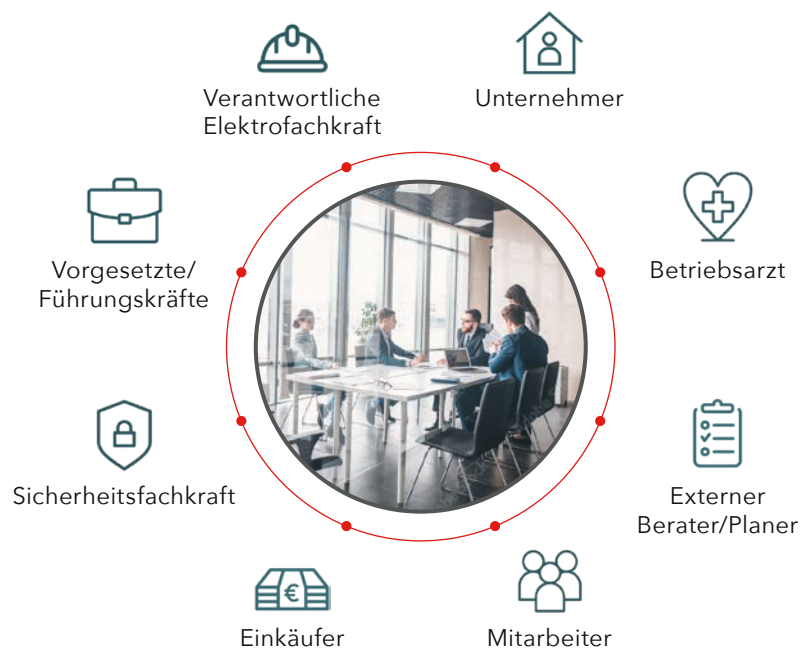 Verantwortliche
Elektrofachkraft
Unternehmer
Vorgesetzte/
Führungskräfte
Betriebsarzt
Sicherheitsfachkraft
Externer
Berater/Planer
€
Einkäufer
Mitarbeiter